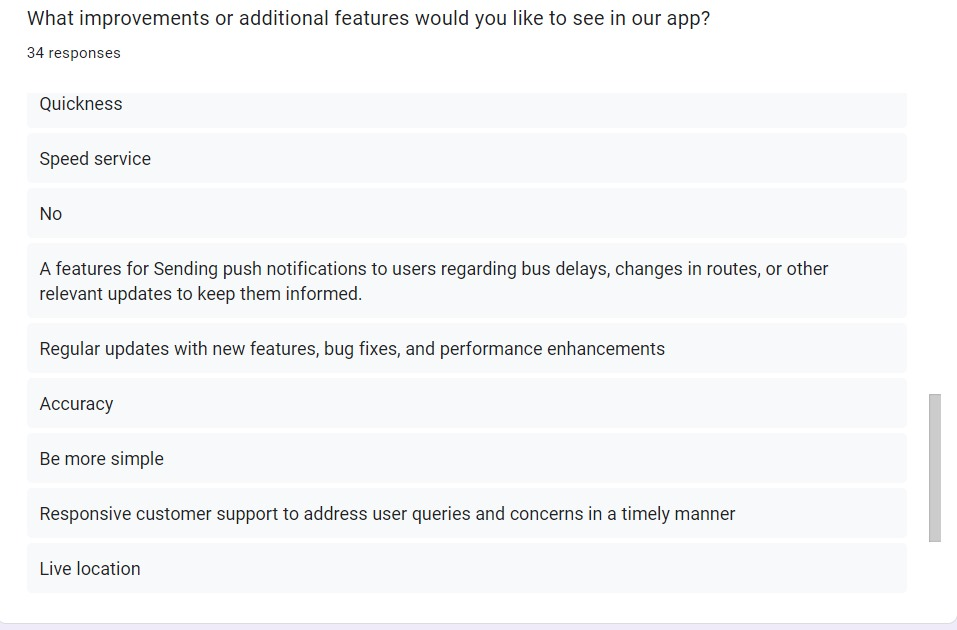 What improvements or additional features would you like to see in our app?
34 responses
Quickness
Speed service
No
A features for Sending push notifications to users regarding bus delays, changes in routes, or other
relevant updates to keep them informed.
Regular updates with new features, bug fixes, and performance enhancements
Accuracy
Be more simple
Responsive customer support to address user queries and concerns in a timely manner
Live location